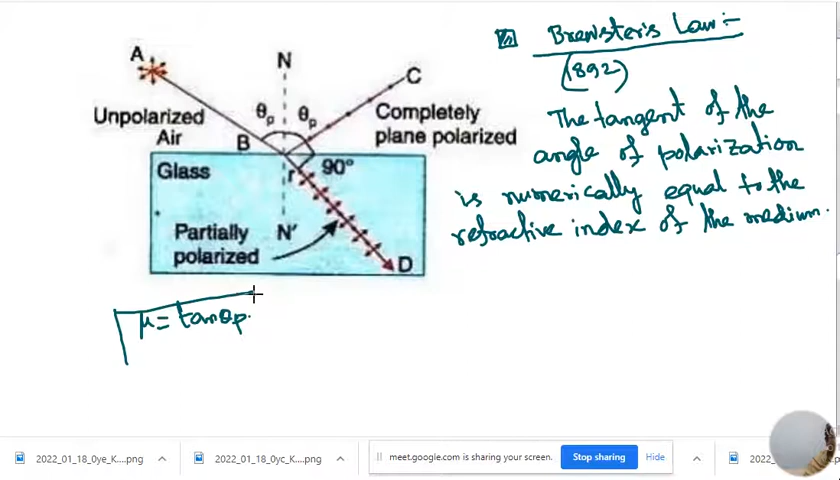 Brewster's Law :-
(1892)
The tangent of the
angle of polarization
is numerically equal to the
refractive index of the medium.
A
N
C
θp θp
Unpolarized
Air
B
Completely
plane polarized
Glass
r
90°
Partially
polarized
N'
D
μ = tanθp.
2022_01_18_0ye_K....png
2022_01_18_0yc_K....png
meet.google.com is sharing your screen.
Stop sharing
Hide
2022_01_18_0